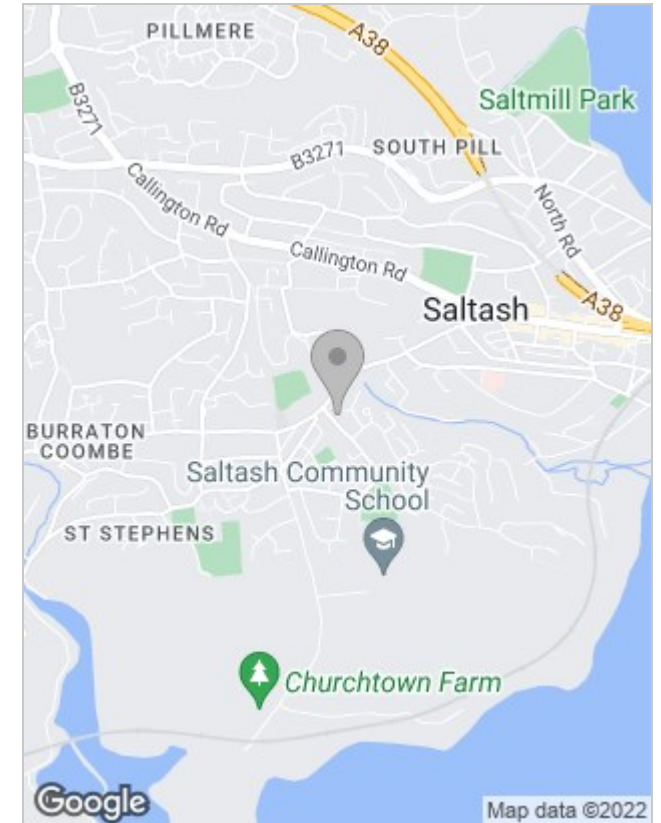 PILLMERE
A38
Saltmill Park
B3271
B3271
SOUTH PILL
Callington Rd
North Rd
Callington Rd
Saltash
A38
BURRATON
COOMBE
Saltash Community
School
ST STEPHENS
Churchtown Farm
Google
Map data ©2022